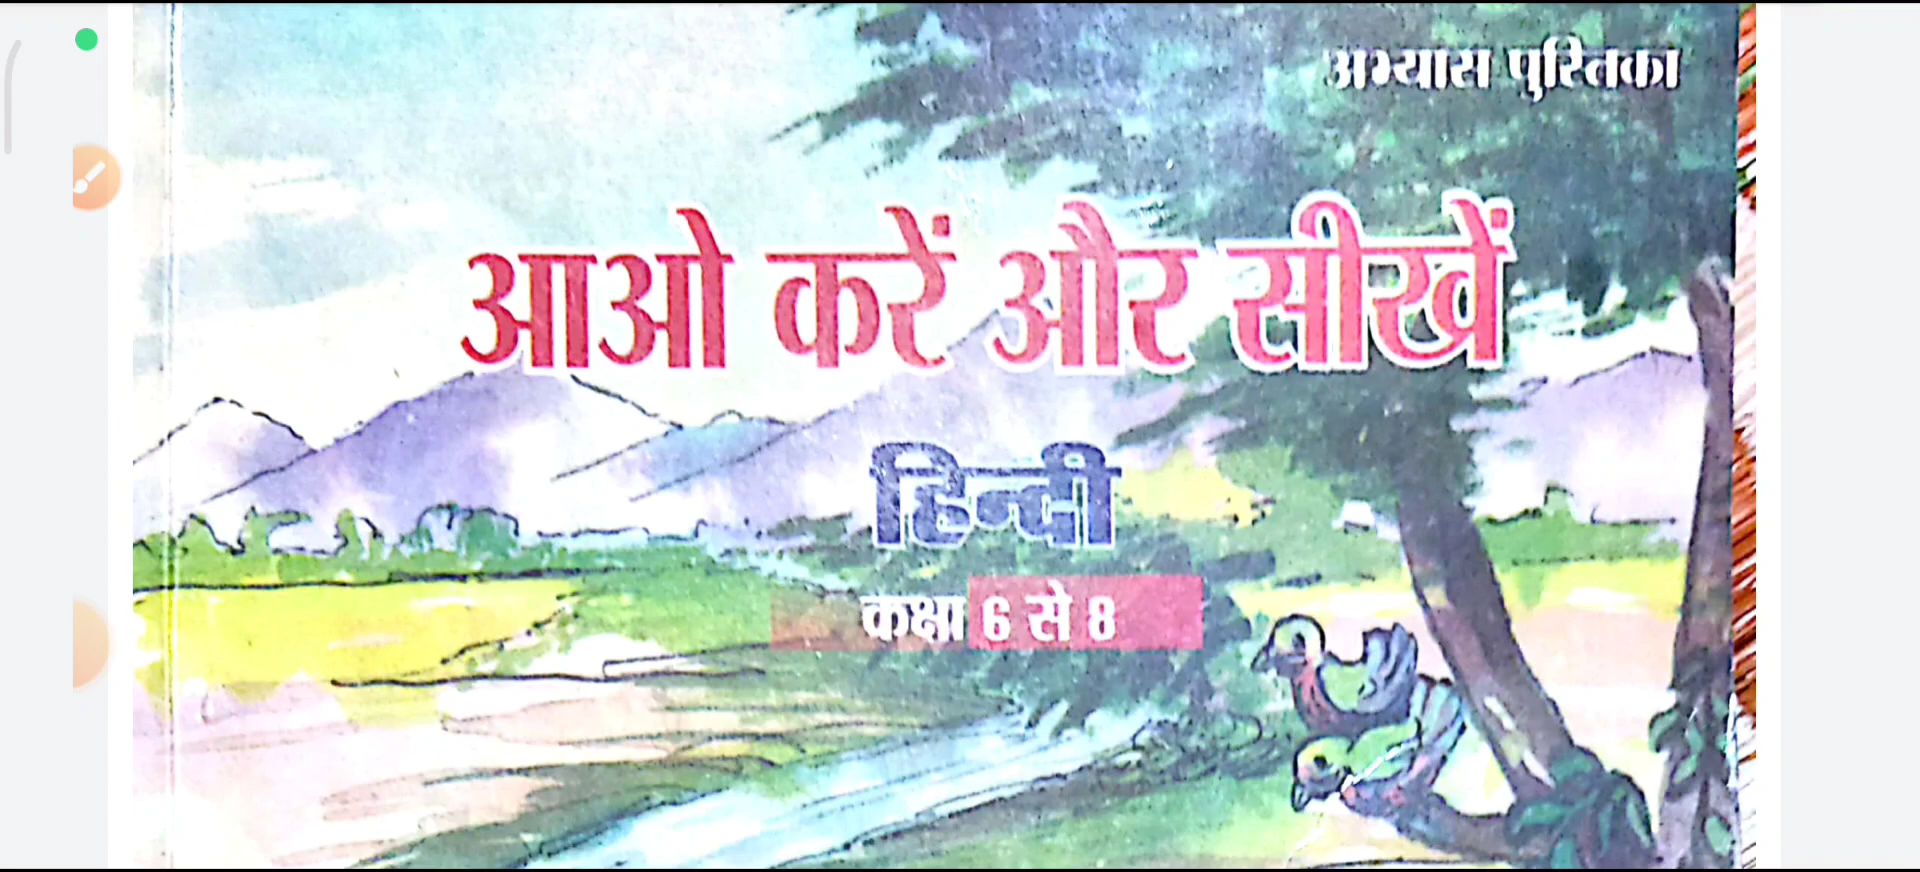 अभ्यास पुस्तिका
आओ करें और सीखें
हिन्दी
कक्षा 6 से 8